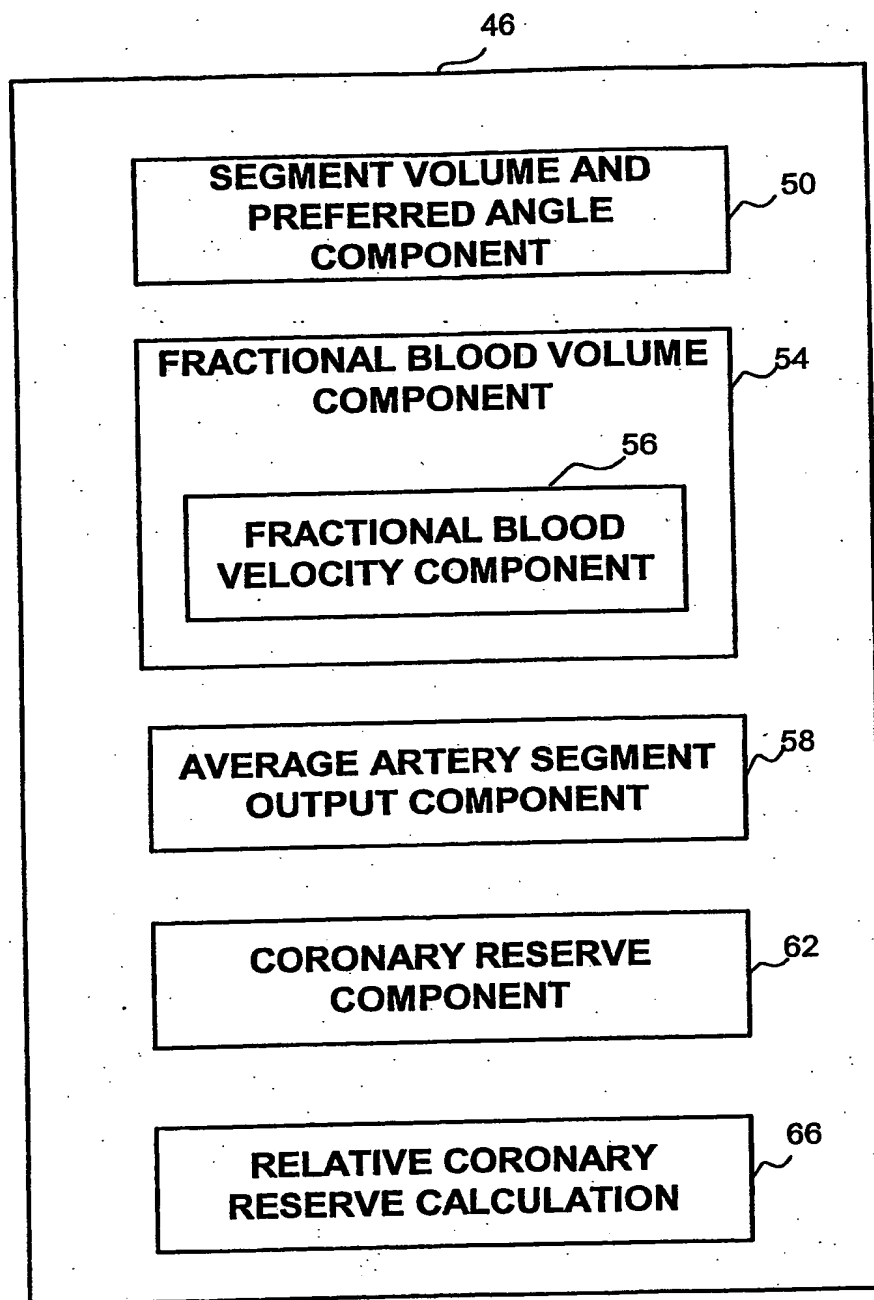 46
SEGMENT VOLUME AND
PREFERRED ANGLE
COMPONENT
50
FRACTIONAL BLOOD VOLUME
COMPONENT
54
56
FRACTIONAL BLOOD
VELOCITY COMPONENT
AVERAGE ARTERY SEGMENT
OUTPUT COMPONENT
58
CORONARY RESERVE
COMPONENT
62
RELATIVE CORONARY
RESERVE CALCULATION
66